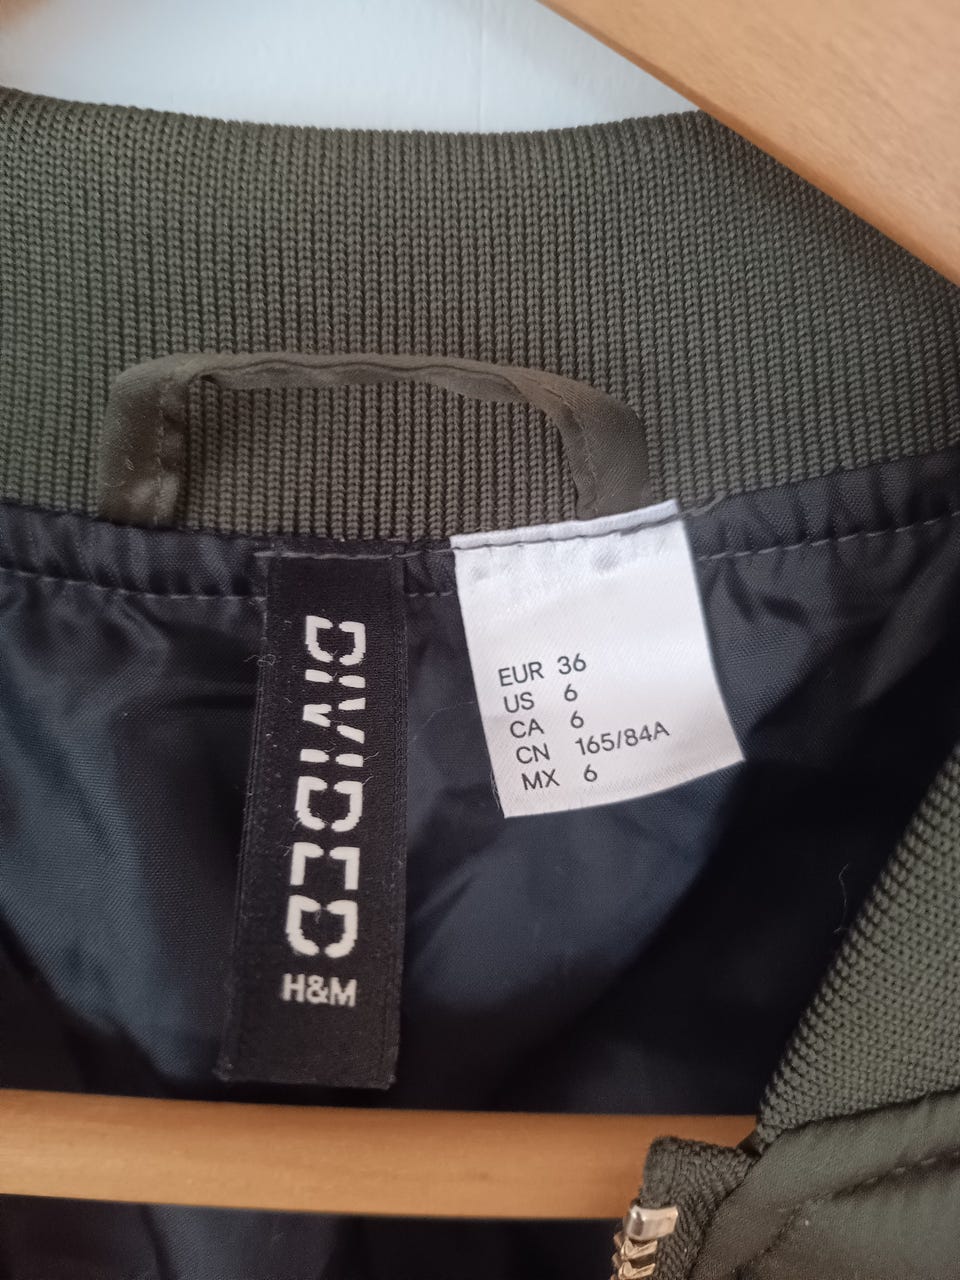 DIVIDED
H&M
EUR 36
US 6
CA 6
CN 165/84A
MX 6